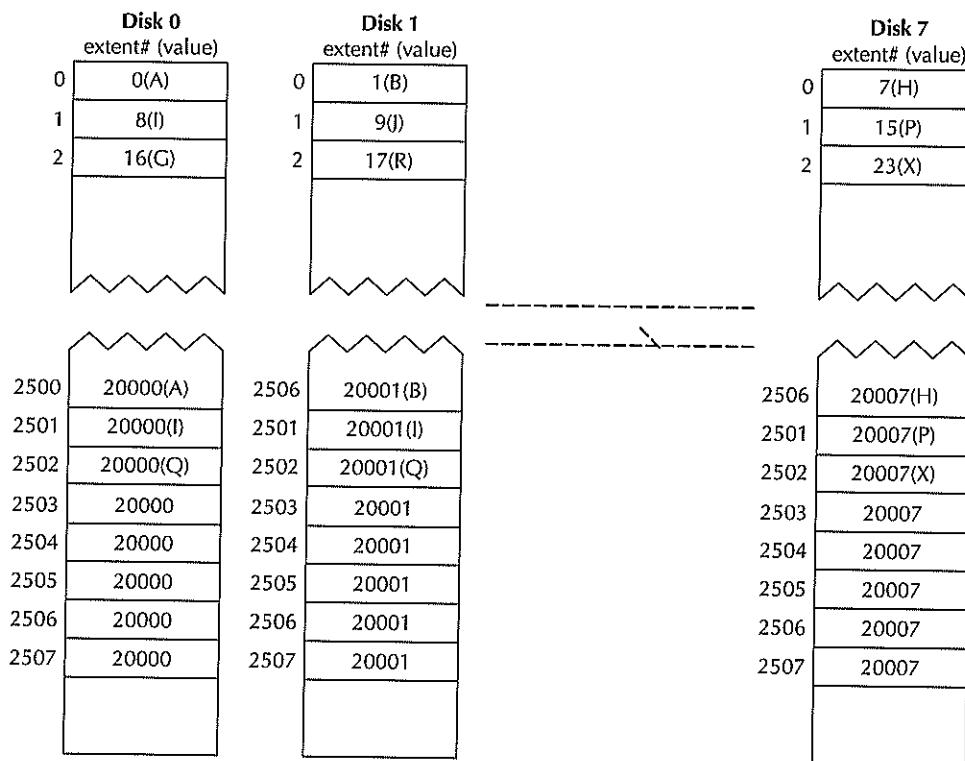 Disk 0
extent# (value)
0 0(A)
1 8(I)
2 16(G)
2500 20000(A)
2501 20000(I)
2502 20000(Q)
2503 20000
2504 20000
2505 20000
2506 20000
2507 20000
Disk 1
extent# (value)
0 1(B)
1 9(J)
2 17(R)
2506 20001(B)
2501 20001(I)
2502 20001(Q)
2503 20001
2504 20001
2505 20001
2506 20001
2507 20001
Disk 7
extent# (value)
0 7(H)
1 15(P)
2 23(X)
2506 20007(H)
2501 20007(P)
2502 20007(X)
2503 20007
2504 20007
2505 20007
2506 20007
2507 20007